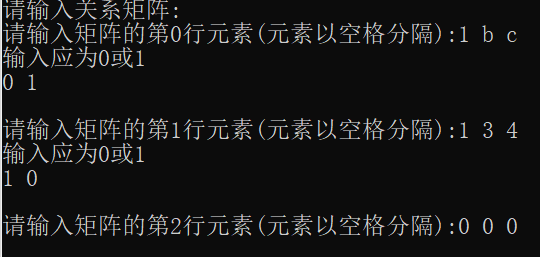 请输入关系矩阵:
请输入矩阵的第0行元素(元素以空格分隔):1 b c
输入应为0或1
0 1
请输入矩阵的第1行元素(元素以空格分隔):1 3 4
输入应为0或1
1 0
请输入矩阵的第2行元素(元素以空格分隔):0 0 0